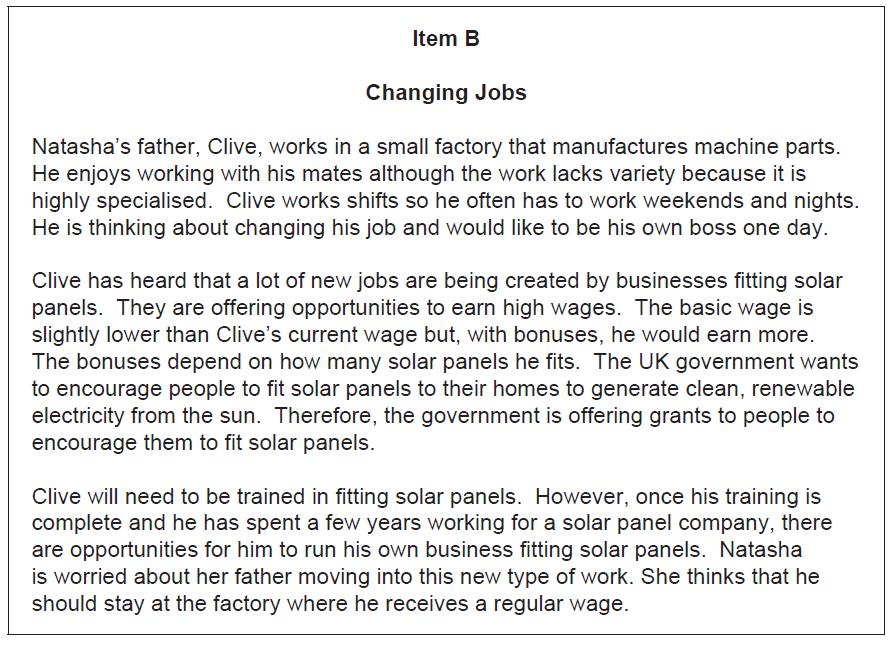 Item B
Changing Jobs
Natasha's father, Clive, works in a small factory that manufactures machine parts.
He enjoys working with his mates although the work lacks variety because it is
highly specialised.  Clive works shifts so he often has to work weekends and nights.
He is thinking about changing his job and would like to be his own boss one day.
Clive has heard that a lot of new jobs are being created by businesses fitting solar
panels.  They are offering opportunities to earn high wages.  The basic wage is
slightly lower than Clive's current wage but, with bonuses, he would earn more.
The bonuses depend on how many solar panels he fits.  The UK government wants
to encourage people to fit solar panels to their homes to generate clean, renewable
electricity from the sun.  Therefore, the government is offering grants to people to
encourage them to fit solar panels.
Clive will need to be trained in fitting solar panels.  However, once his training is
complete and he has spent a few years working for a solar panel company, there
are opportunities for him to run his own business fitting solar panels.  Natasha
is worried about her father moving into this new type of work. She thinks that he
should stay at the factory where he receives a regular wage.